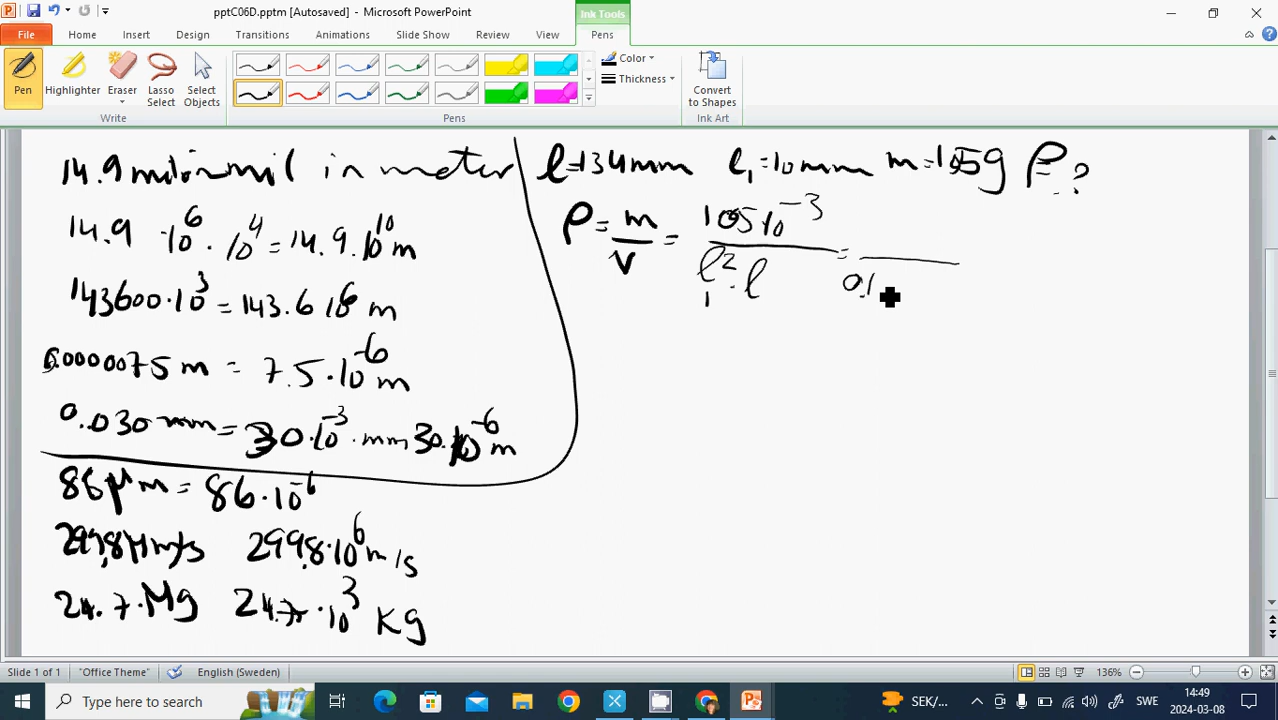 pptC06D.pptm [Autosaved] - Microsoft PowerPoint
Ink Tools
File Home Insert Design Transitions Animations Slide Show Review View Pens
Pen Highlighter Eraser Lasso Select Select Objects
Color Thickness
Convert to Shapes
Write Pens Ink Art
14.9 mil in meter
14.9 · 10⁶ · 10⁴ = 14.9 · 10¹⁰ m
143600 · 10³ = 143.6 10⁶ m
0.0000075 m = 7.5 · 10⁻⁶ m
0.030 mm = 30 · 10⁻³ · mm 30 · 10⁻⁶ m
86 μm = 86 · 10⁻⁶
299,8 Mm/s 299,8 · 10⁶ m/s
24.7 · Mg 24.7 · 10³ kg
l=134mm l₁=10mm m=105g ρ=?
ρ = m/V = 105 10⁻³ / l₁² · l =
0.1
Slide 1 of 1 "Office Theme" English (Sweden) 136%
Type here to search SEK/... SWE 14:49
2024-03-08